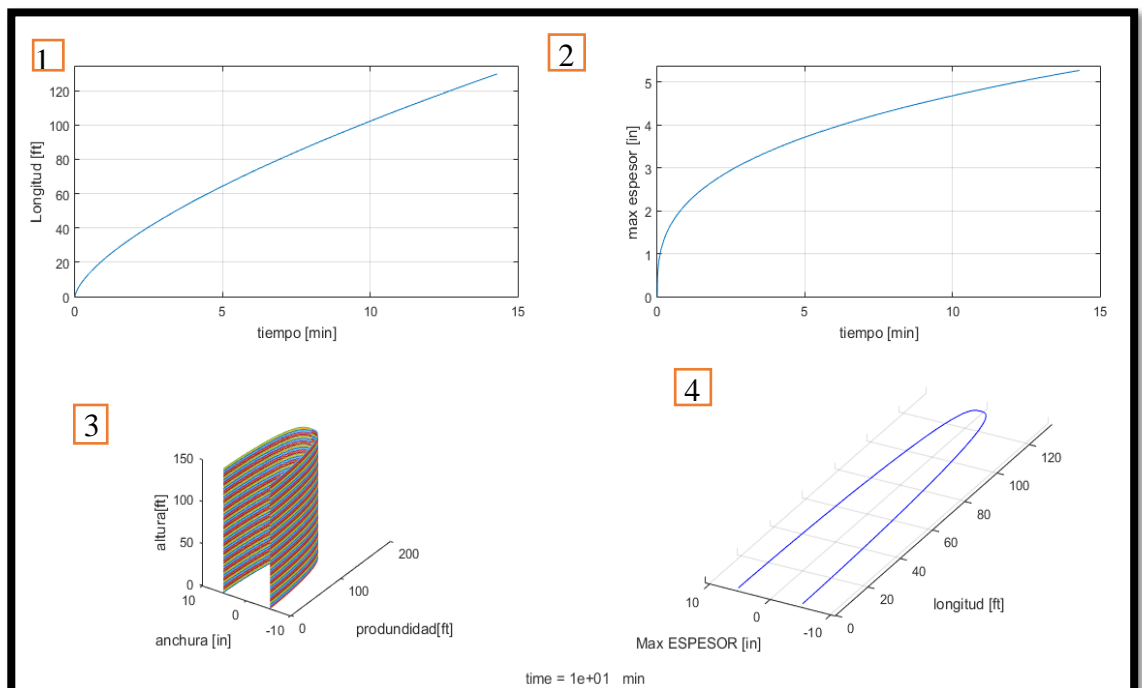 1
120
100
80
60
40
20
0
Longitud [ft]
0 5 10 15
tiempo [min]
2
5
4
3
2
1
0
max espesor [in]
0 5 10 15
tiempo [min]
3
150
100
50
0
altura[ft]
10 0 -10
anchura [in]
0 100 200
produndidad[ft]
4
10 0 -10
Max ESPESOR [in]
0 20 40 60 80 100 120
longitud [ft]
time = 1e+01 min